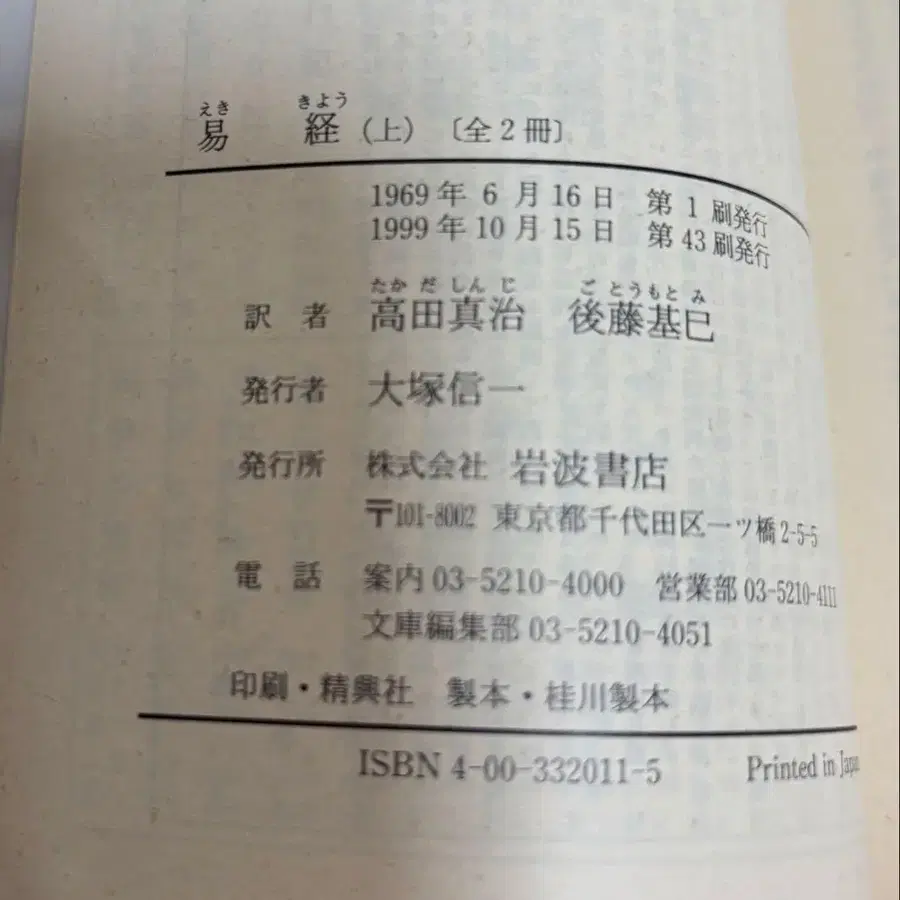 えき きょう
易 経（上）〔全2冊〕
1969年6月16日 第1刷発行
1999年10月15日 第43刷発行
たかだしんじ ごとうもとみ
訳者 高田真治 後藤基巳
発行者 大塚信一
発行所 株式会社 岩波書店
〒101-8002 東京都千代田区一ツ橋2-5-5
電話 案内03-5210-4000 営業部03-5210-4111
文庫編集部03-5210-4051
印刷・精興社 製本・桂川製本
ISBN4-00-332011-5 Printed in Japan